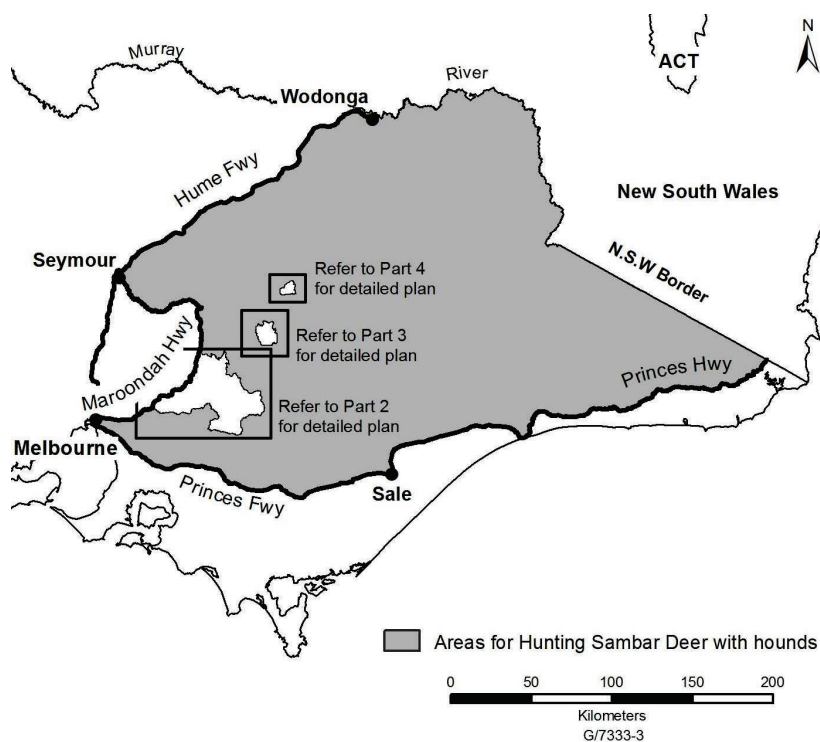 Murray
River
ACT
N
Wodonga
Hume Fwy
New South Wales
Seymour
Refer to Part 4
for detailed plan
N.S.W Border
Refer to Part 3
for detailed plan
Maroondah Hwy
Princes Hwy
Refer to Part 2
for detailed plan
Melbourne
Princes Fwy
Sale
Areas for Hunting Sambar Deer with hounds
0 50 100 150 200
Kilometers
G/7333-3